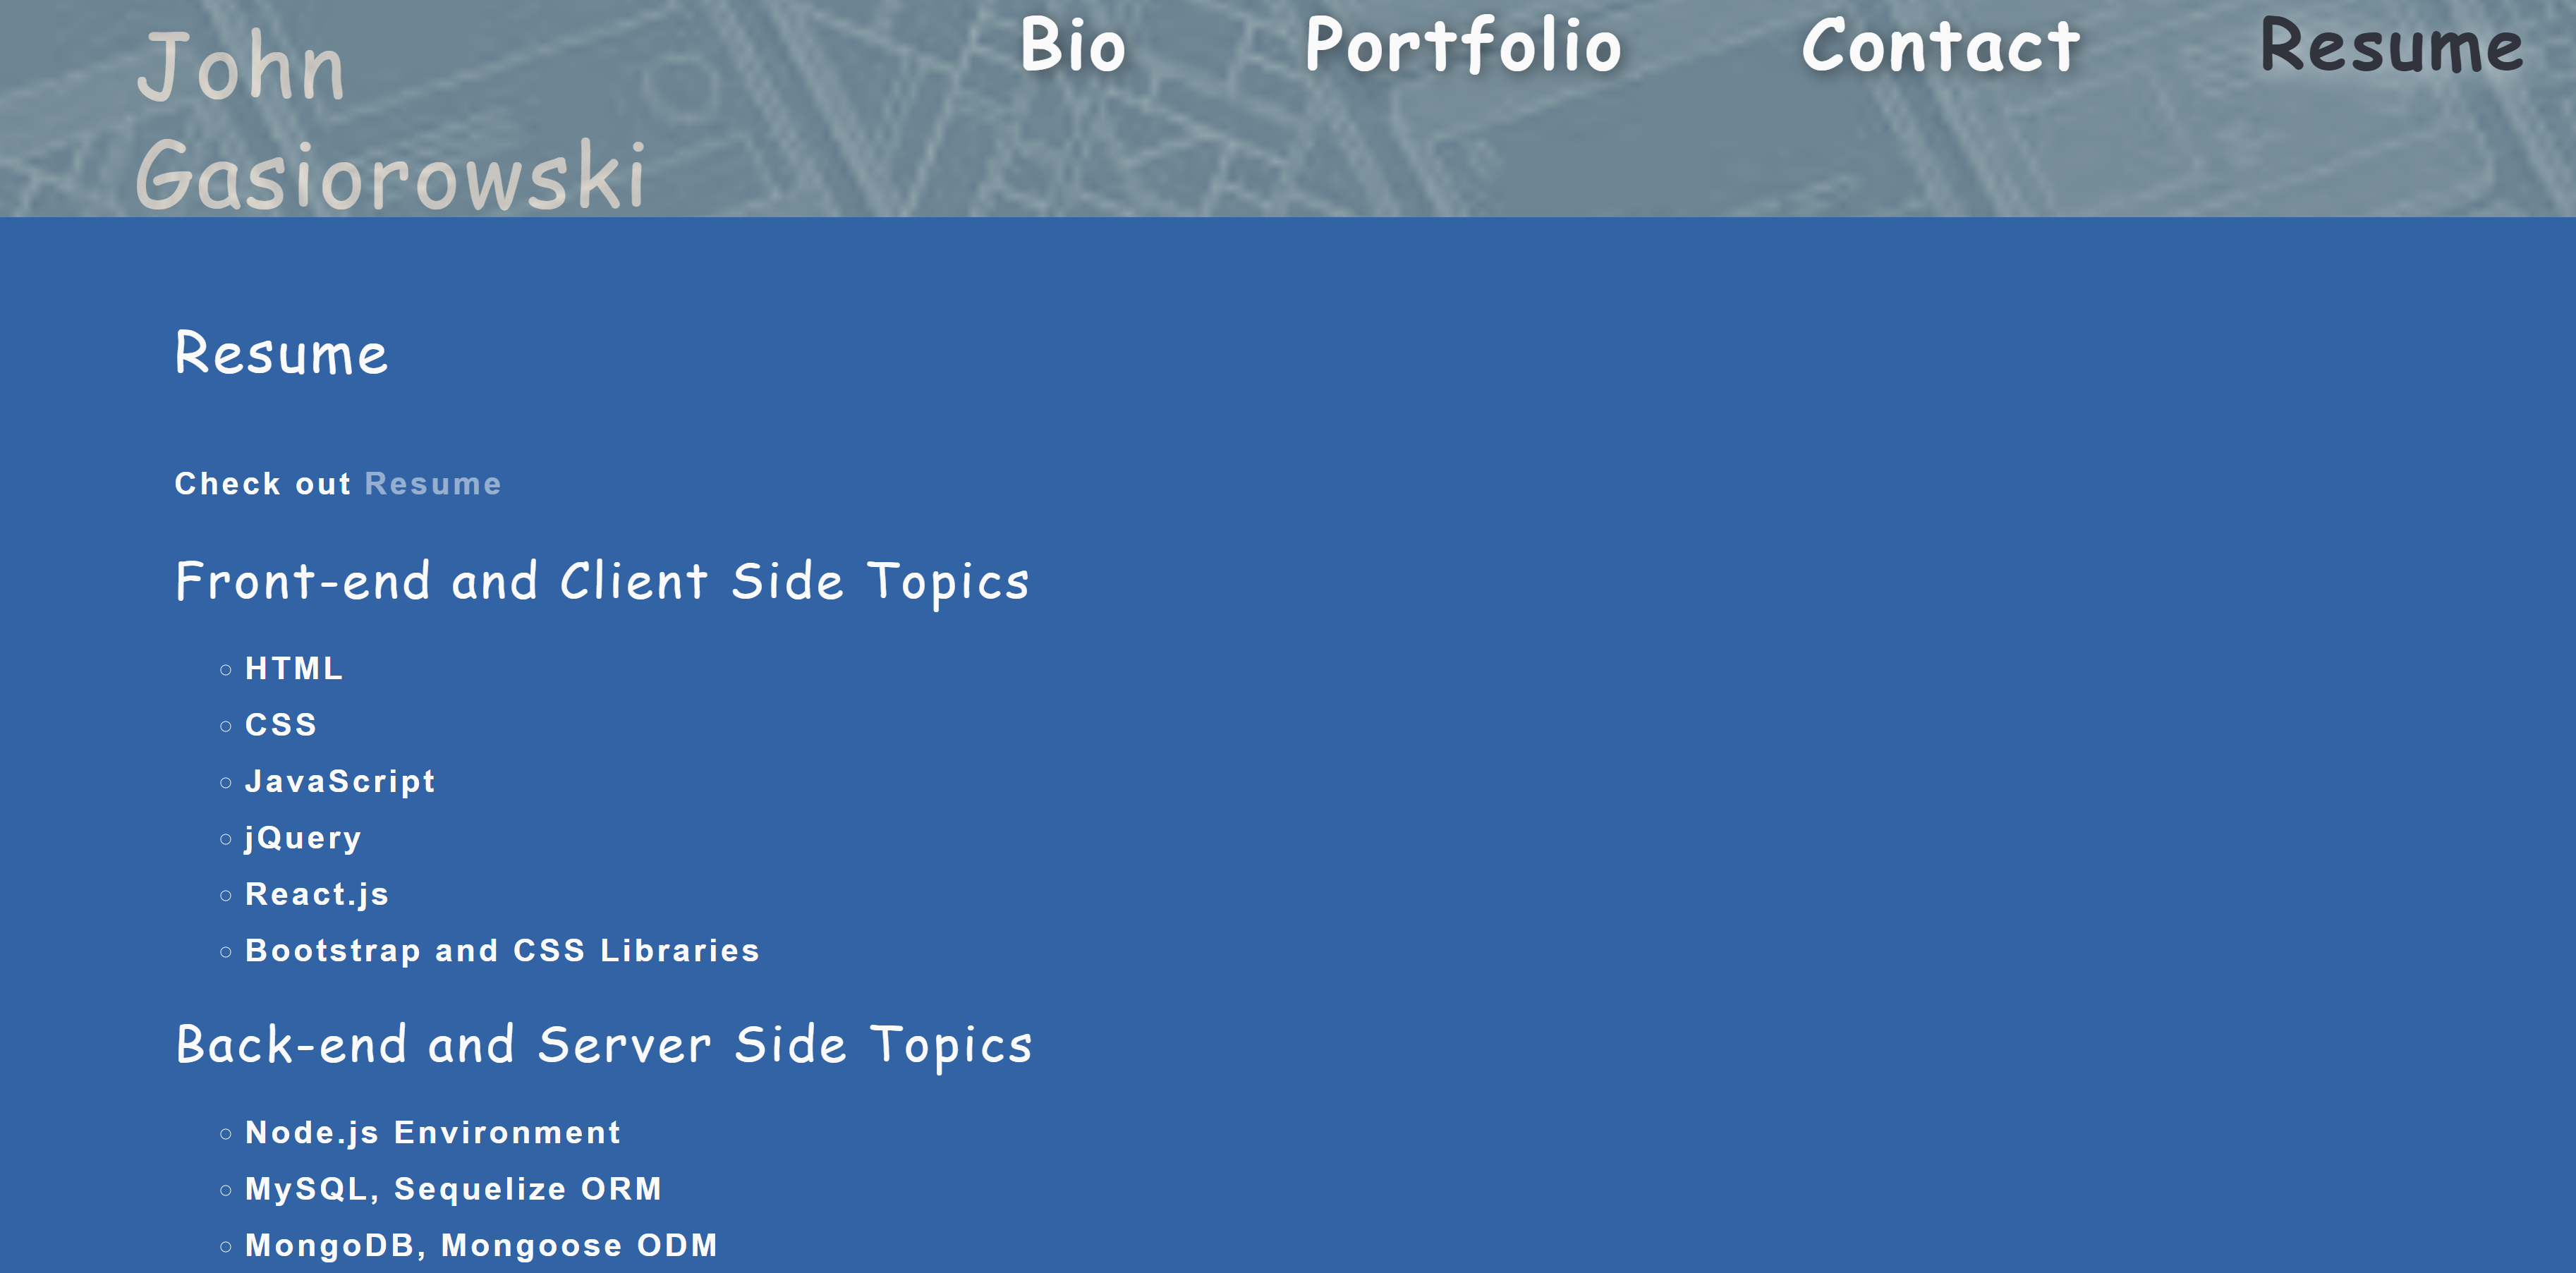 John
Gasiorowski
Bio Portfolio Contact Resume
Resume
Check out Resume
Front-end and Client Side Topics
HTML
CSS
JavaScript
jQuery
React.js
Bootstrap and CSS Libraries
Back-end and Server Side Topics
Node.js Environment
MySQL, Sequelize ORM
MongoDB, Mongoose ODM